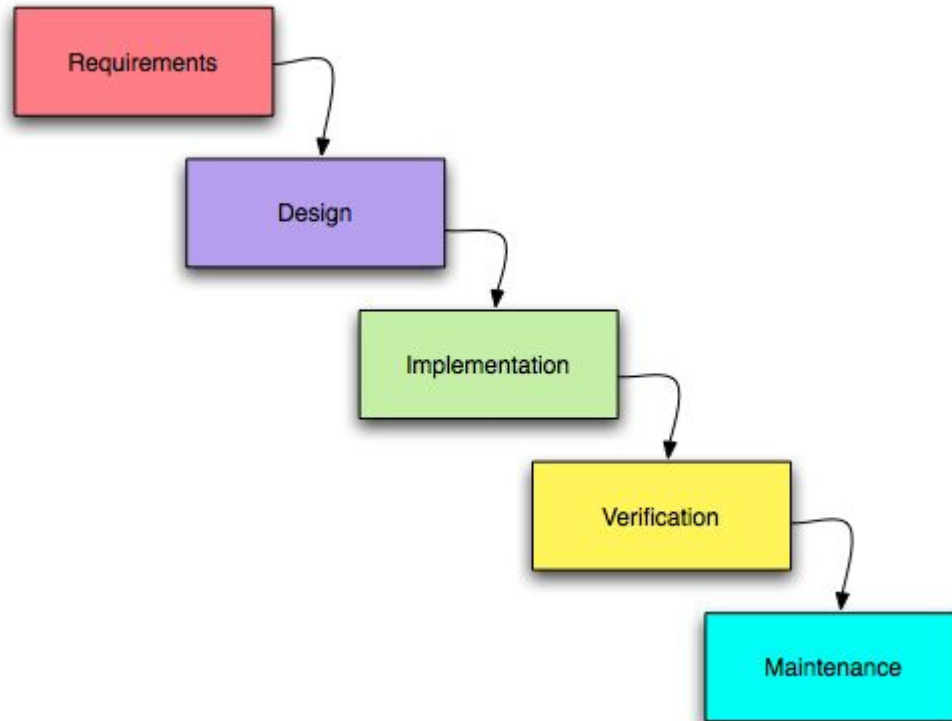 Requirements
Design
Implementation
Verification
Maintenance